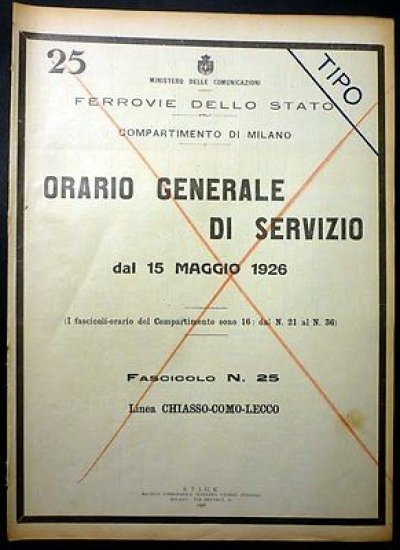 25
TIPO
MINISTERO DELLE COMUNICAZIONI
FERROVIE DELLO STATO
COMPARTIMENTO DI MILANO
ORARIO GENERALE
DI SERVIZIO
dal 15 MAGGIO 1926
(I fascicoli-orario del Compartimento sono 16: dal N. 21 al N. 36)
FASCICOLO N. 25
Linea CHIASSO-COMO-LECCO